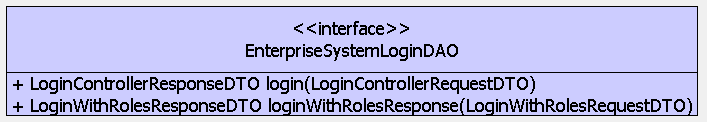 <<interface>>
EnterpriseSystemLoginDAO
+ LoginControllerResponseDTO login(LoginControllerRequestDTO)
+ LoginWithRolesResponseDTO loginWithRolesResponse(LoginWithRolesRequestDTO)